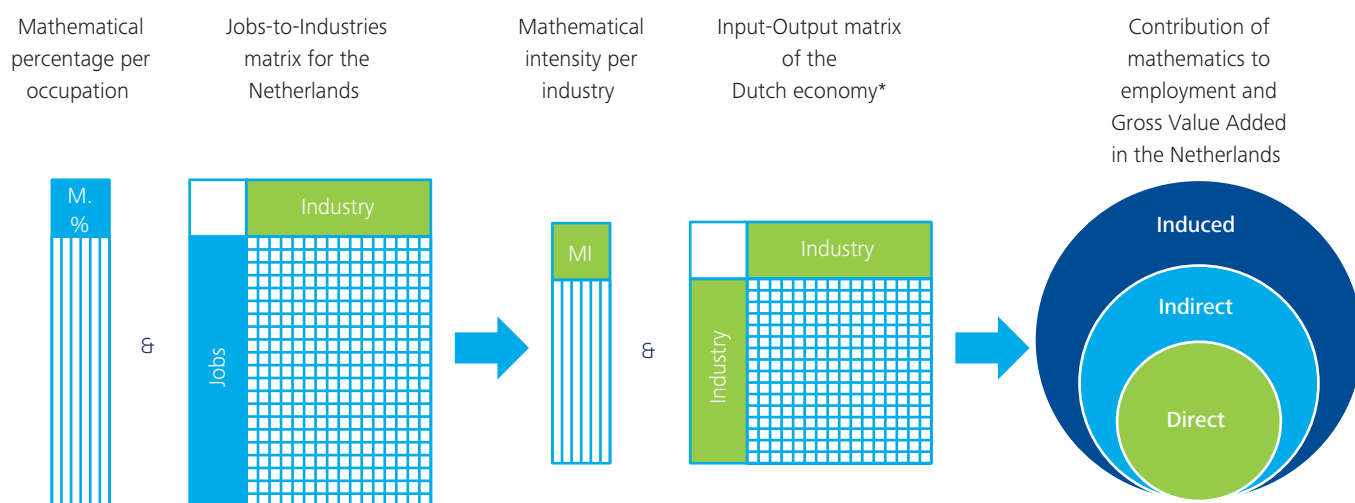 Mathematical
percentage per
occupation
Jobs-to-Industries
matrix for the
Netherlands
Mathematical
intensity per
industry
Input-Output matrix
of the
Dutch economy*
Contribution of
mathematics to
employment and
Gross Value Added
in the Netherlands
M.
%
&
Industry
Jobs
MI
&
Industry
Industry
Induced
Indirect
Direct